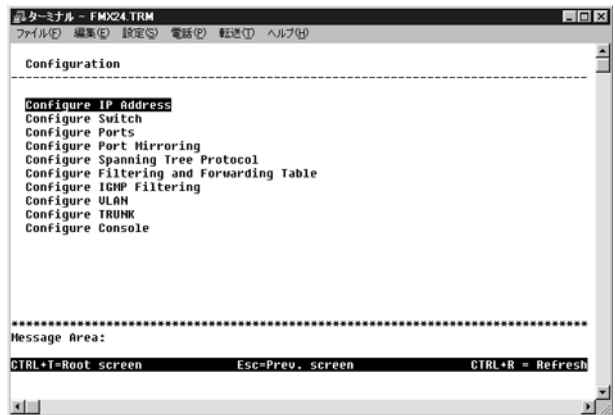 ターミナル - FMX24.TRM
ファイル(F) 編集(E) 設定(S) 電話(P) 転送(T) ヘルプ(H)
Configuration
--------------------------------------------------------------------------------
Configure IP Address
Configure Switch
Configure Ports
Configure Port Mirroring
Configure Spanning Tree Protocol
Configure Filtering and Forwarding Table
Configure IGMP Filtering
Configure VLAN
Configure TRUNK
Configure Console
********************************************************************************
Message Area:
CTRL+T=Root screen Esc=Prev. screen CTRL+R = Refresh